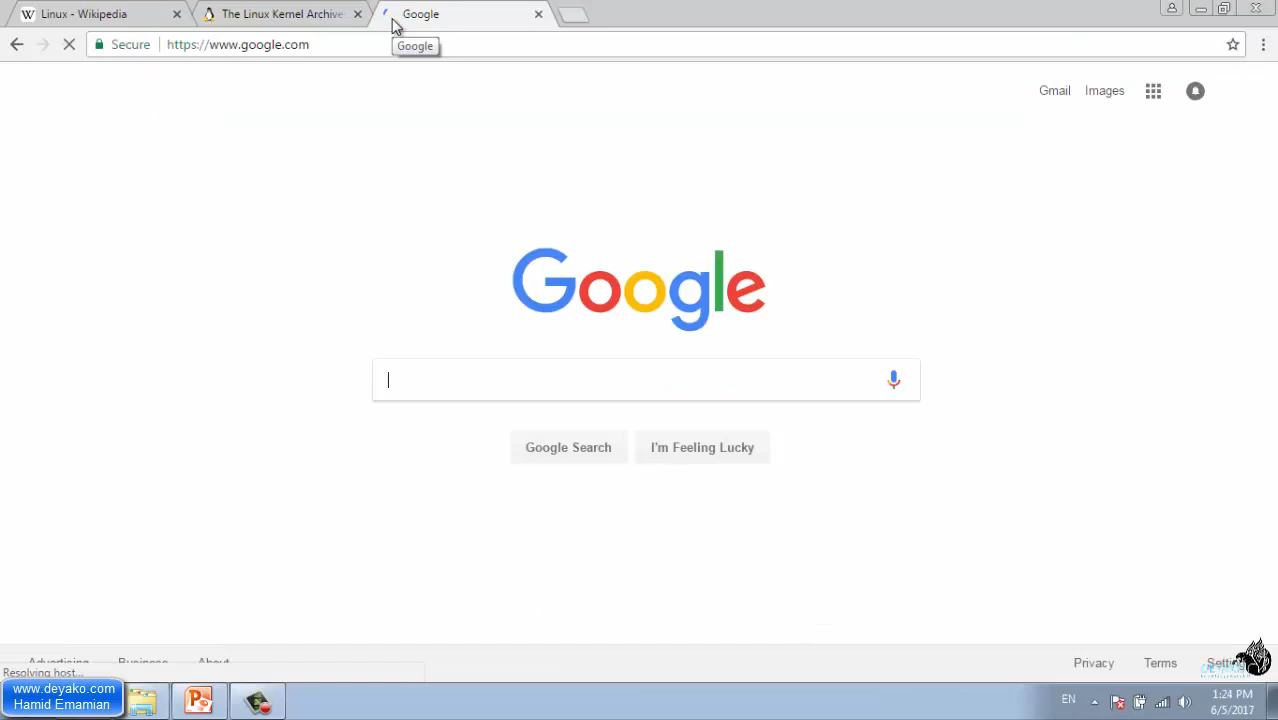 Linux - Wikipedia
The Linux Kernel Archive
Google
Secure
https://www.google.com
Google
Gmail
Images
Google
Google Search
I'm Feeling Lucky
Advertising
Business
About
Privacy
Terms
Resolving host...
www.deyako.com
Hamid Emamian
EN
1:24 PM
6/5/2017